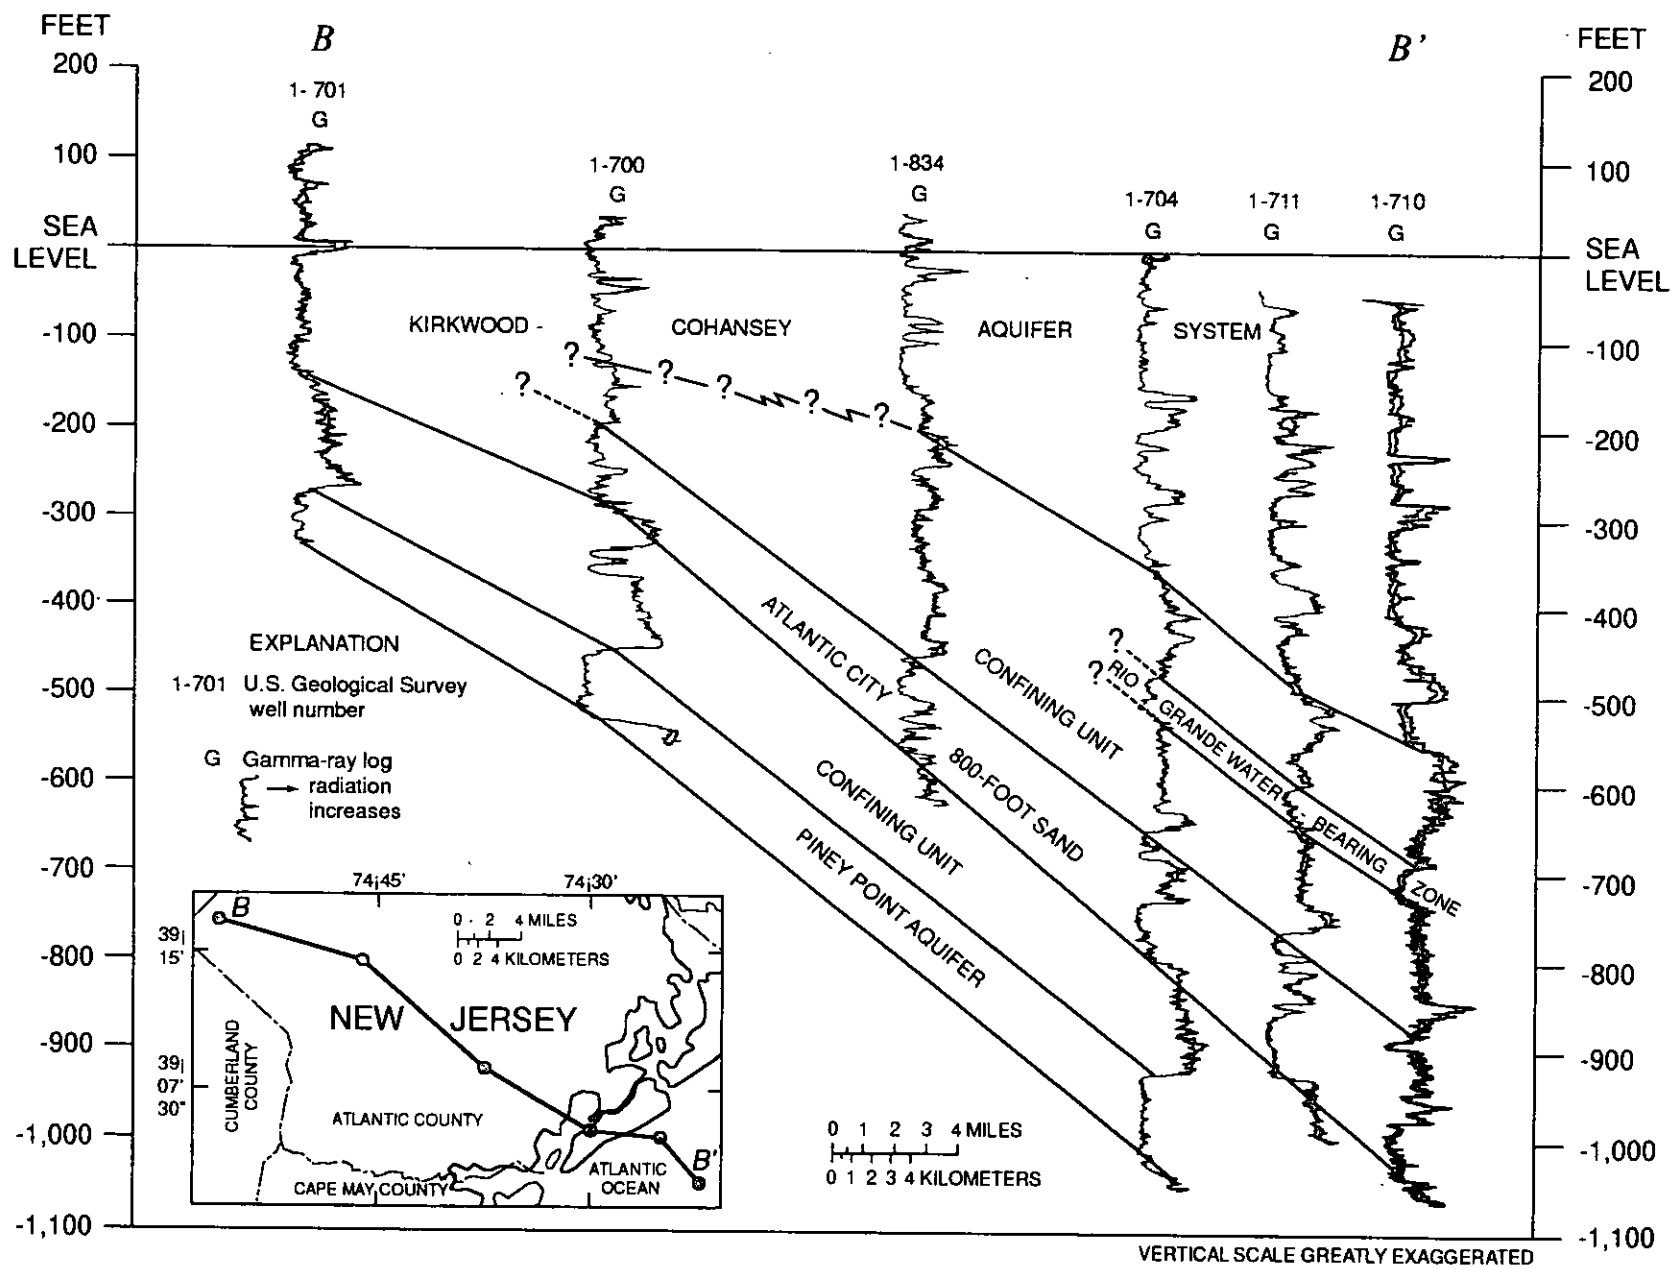 FEET
200
100
SEA
LEVEL
-100
-200
-300
-400
-500
-600
-700
-800
-900
-1,000
-1,100
B
B'
FEET
200
100
SEA
LEVEL
-100
-200
-300
-400
-500
-600
-700
-800
-900
-1,000
-1,100
1-701
G
1-700
G
1-834
G
1-704
G
1-711
G
1-710
G
KIRKWOOD - COHANSEY AQUIFER SYSTEM
? ? ? ? ?
?
ATLANTIC CITY 800-FOOT SAND
CONFINING UNIT
? ?
RIO GRANDE WATER - BEARING ZONE
CONFINING UNIT
PINEY POINT AQUIFER
EXPLANATION
1-701 U.S. Geological Survey
well number
G Gamma-ray log
radiation
increases
74¡45'
74¡30'
39¡
15'
39¡
07'
30"
B
0 2 4 MILES
0 2 4 KILOMETERS
NEW JERSEY
CUMBERLAND
COUNTY
ATLANTIC COUNTY
CAPE MAY COUNTY
ATLANTIC
OCEAN
B'
0 1 2 3 4 MILES
0 1 2 3 4 KILOMETERS
VERTICAL SCALE GREATLY EXAGGERATED